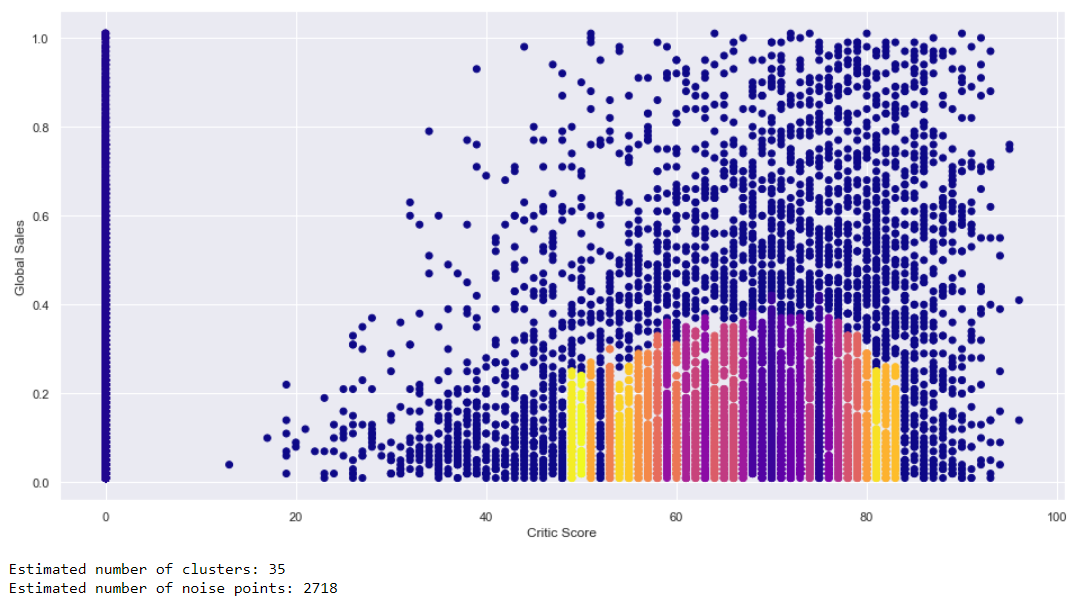 1.0
0.8
0.6
0.4
0.2
0.0
Global Sales
0 20 40 60 80 100
Critic Score
Estimated number of clusters: 35
Estimated number of noise points: 2718